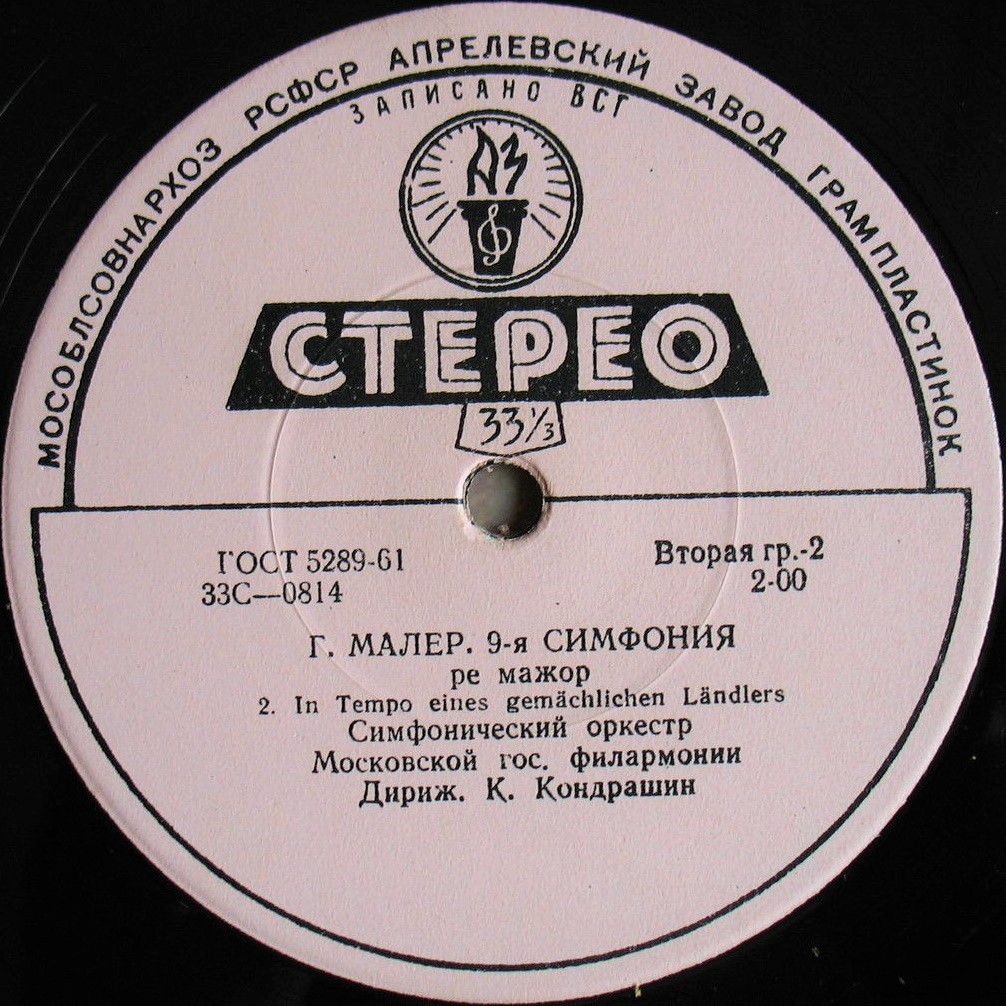 МОСОБЛСОВНАРХОЗ РСФСР АПРЕЛЕВСКИЙ ЗАВОД ГРАМПЛАСТИНОК
ЗАПИСАНО ВСГ
АЗ
СТЕРЕО
33⅓
ГОСТ 5289-61
Вторая гр.-2
33С—0814
2-00
Г. МАЛЕР. 9-я СИМФОНИЯ
ре мажор
2. In Tempo eines gemächlichen Ländlers
Симфонический оркестр
Московской гос. филармонии
Дириж. К. Кондрашин